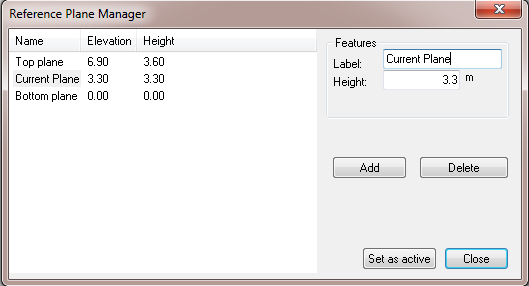 Reference Plane Manager
Name Elevation Height
Top plane 6.90 3.60
Current Plane 3.30 3.30
Bottom plane 0.00 0.00
Features
Label: Current Plane
Height: 3.3 m
Add Delete
Set as active Close